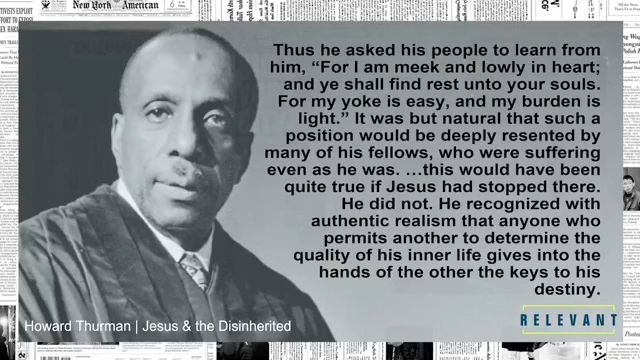 New York American
Thus he asked his people to learn from
him, “For I am meek and lowly in heart;
and ye shall find rest unto your souls.
For my yoke is easy, and my burden is
light.” It was but natural that such a
position would be deeply resented by
many of his fellows, who were suffering
even as he was. …this would have been
quite true if Jesus had stopped there.
He did not. He recognized with
authentic realism that anyone who
permits another to determine the
quality of his inner life gives into the
hands of the other the keys to his
destiny.
RELEVANT
Howard Thurman | Jesus & the Disinherited